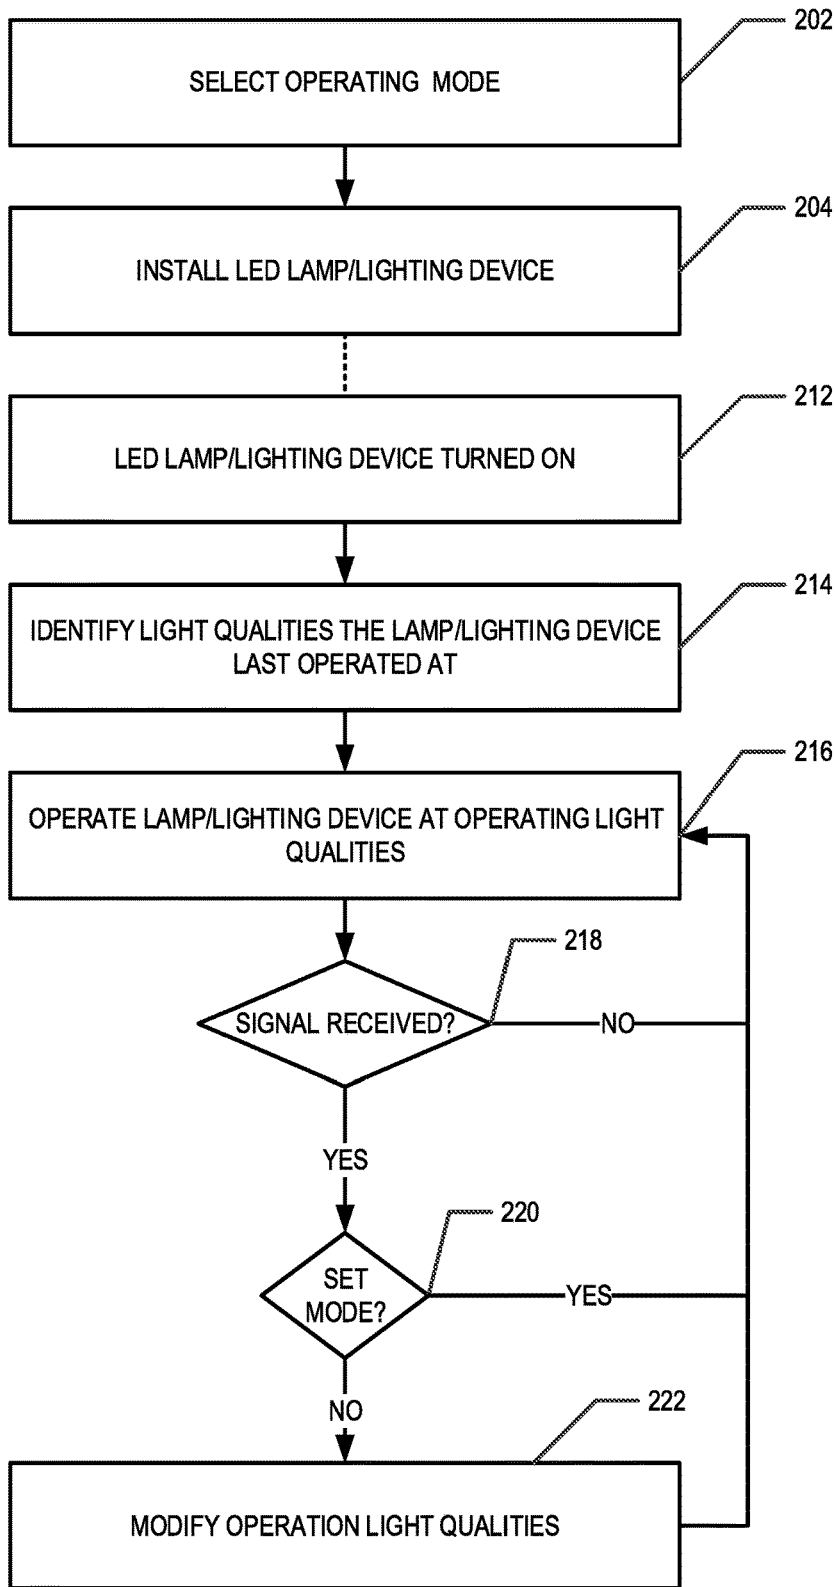 202
SELECT OPERATING MODE
204
INSTALL LED LAMP/LIGHTING DEVICE
212
LED LAMP/LIGHTING DEVICE TURNED ON
214
IDENTIFY LIGHT QUALITIES THE LAMP/LIGHTING DEVICE
LAST OPERATED AT
216
OPERATE LAMP/LIGHTING DEVICE AT OPERATING LIGHT
QUALITIES
218
SIGNAL RECEIVED?
NO
YES
220
SET
MODE?
YES
NO
222
MODIFY OPERATION LIGHT QUALITIES